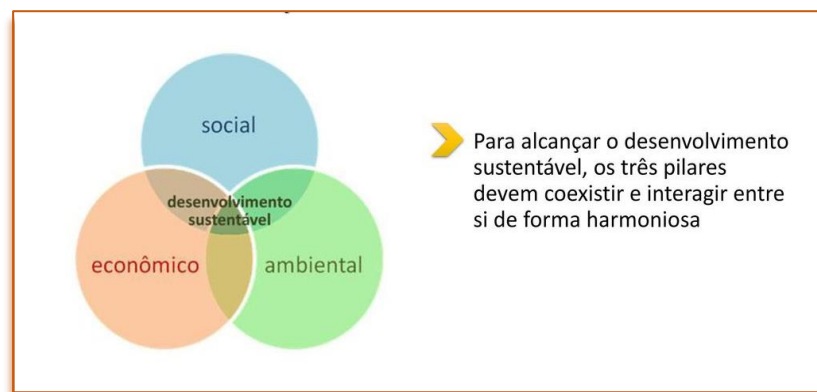 social
desenvolvimento
sustentável
econômico
ambiental
Para alcançar o desenvolvimento
sustentável, os três pilares
devem coexistir e interagir entre
si de forma harmoniosa